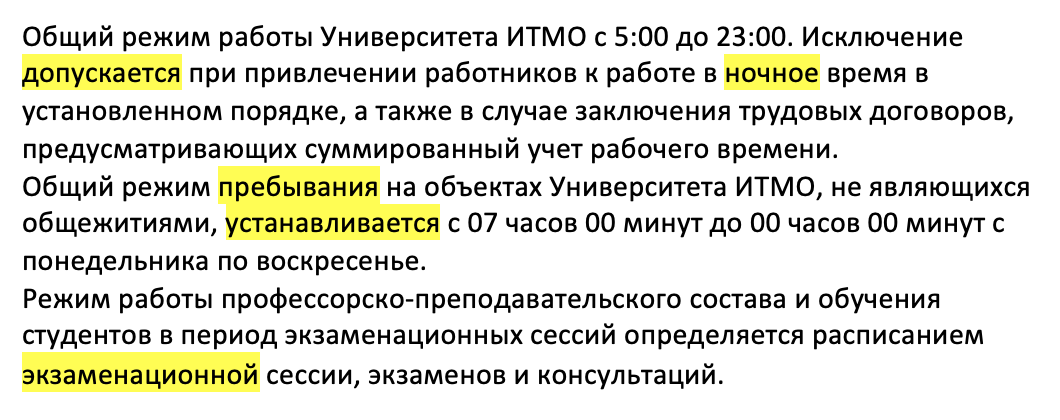 Общий режим работы Университета ИТМО с 5:00 до 23:00. Исключение
допускается при привлечении работников к работе в ночное время в
установленном порядке, а также в случае заключения трудовых договоров,
предусматривающих суммированный учет рабочего времени.
Общий режим пребывания на объектах Университета ИТМО, не являющихся
общежитиями, устанавливается с 07 часов 00 минут до 00 часов 00 минут с
понедельника по воскресенье.
Режим работы профессорско-преподавательского состава и обучения
студентов в период экзаменационных сессий определяется расписанием
экзаменационной сессии, экзаменов и консультаций.